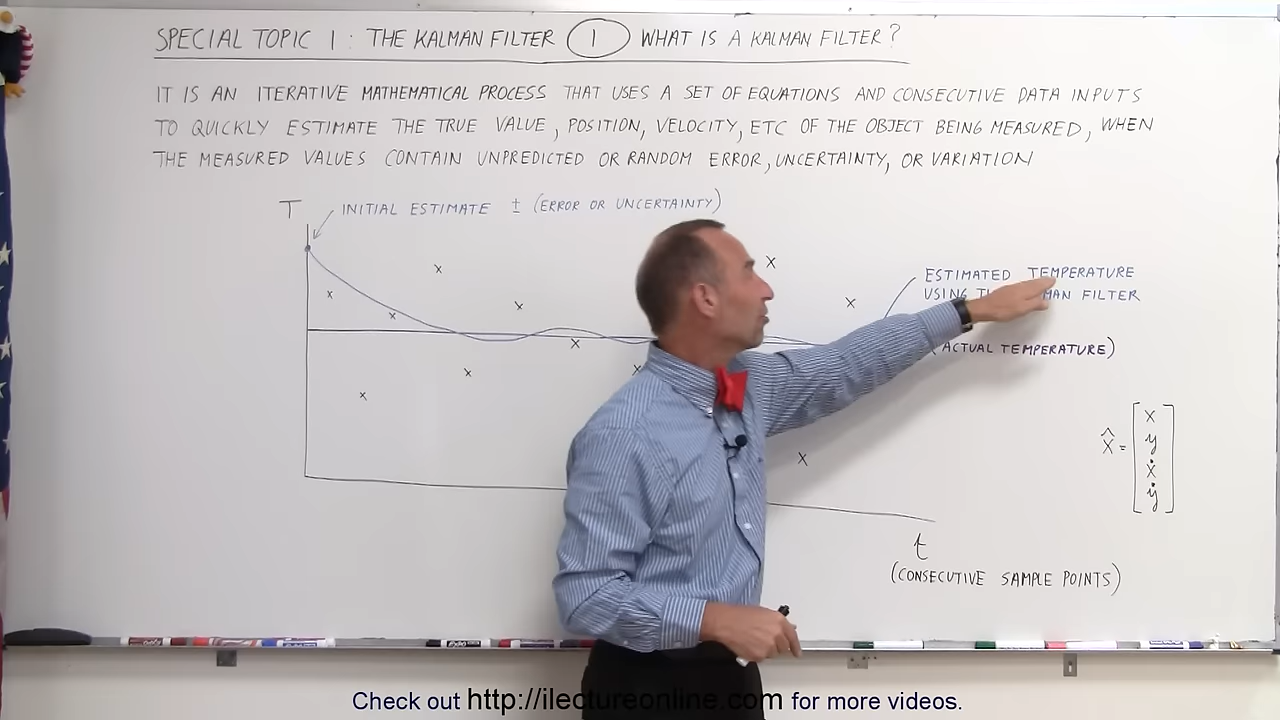 SPECIAL TOPIC 1: THE KALMAN FILTER 1 WHAT IS A KALMAN FILTER?
IT IS AN ITERATIVE MATHEMATICAL PROCESS THAT USES A SET OF EQUATIONS AND CONSECUTIVE DATA INPUTS
TO QUICKLY ESTIMATE THE TRUE VALUE, POSITION, VELOCITY, ETC OF THE OBJECT BEING MEASURED, WHEN
THE MEASURED VALUES CONTAIN UNPREDICTED OR RANDOM ERROR, UNCERTAINTY, OR VARIATION
T
INITIAL ESTIMATE ± (ERROR OR UNCERTAINTY)
ESTIMATED TEMPERATURE
USING FILTER
(ACTUAL TEMPERATURE)
X̂ = [x
y
ẋ
ẏ]
t
(CONSECUTIVE SAMPLE POINTS)
Check out http://ilectureonline.com for more videos.